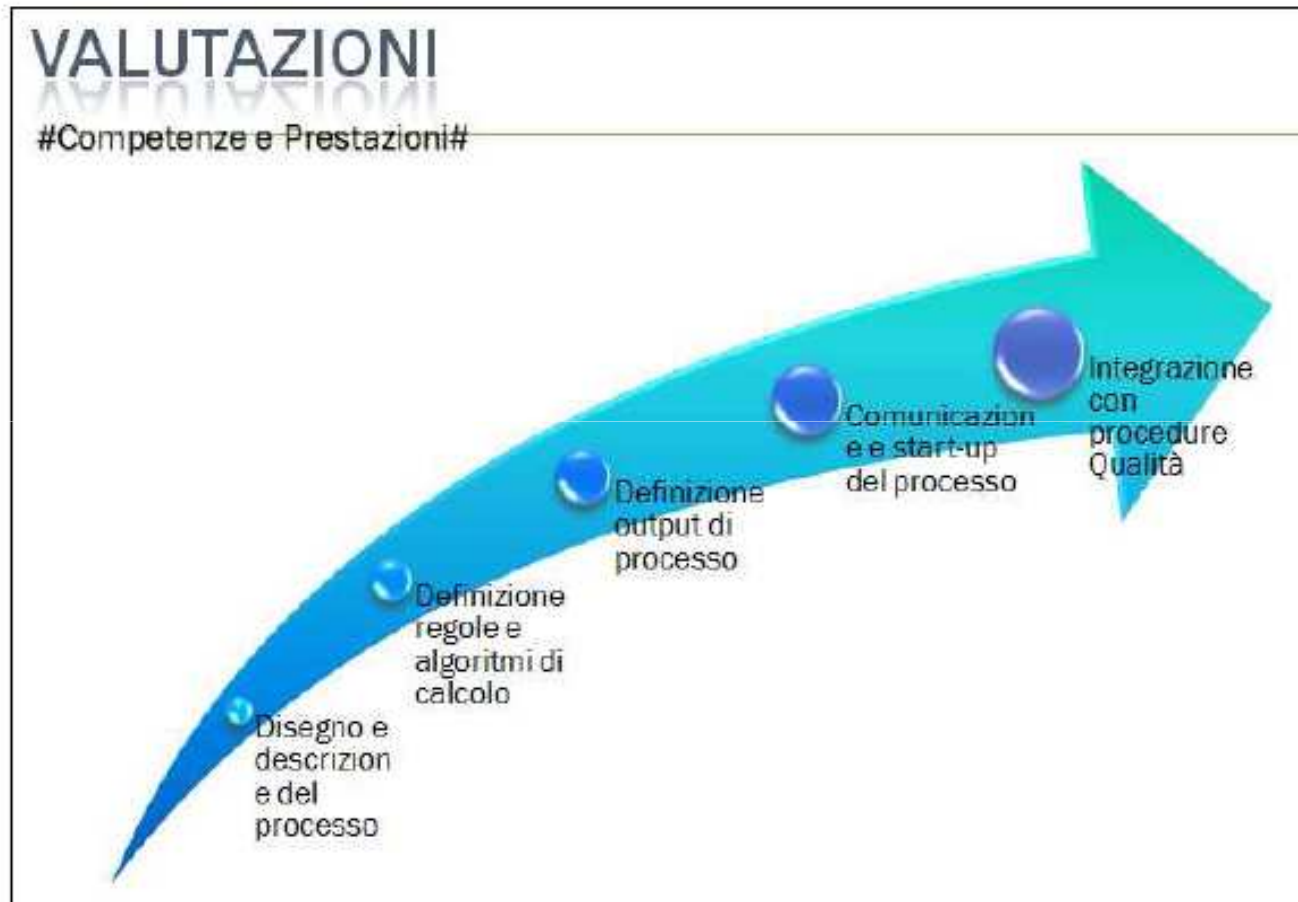 VALUTAZIONI
#Competenze e Prestazioni#
Disegno e
descrizion
e del
processo
Definizione
regole e
algoritmi di
calcolo
Definizione
output di
processo
Comunicazion
e e start-up
del processo
Integrazione
con
procedure
Qualità